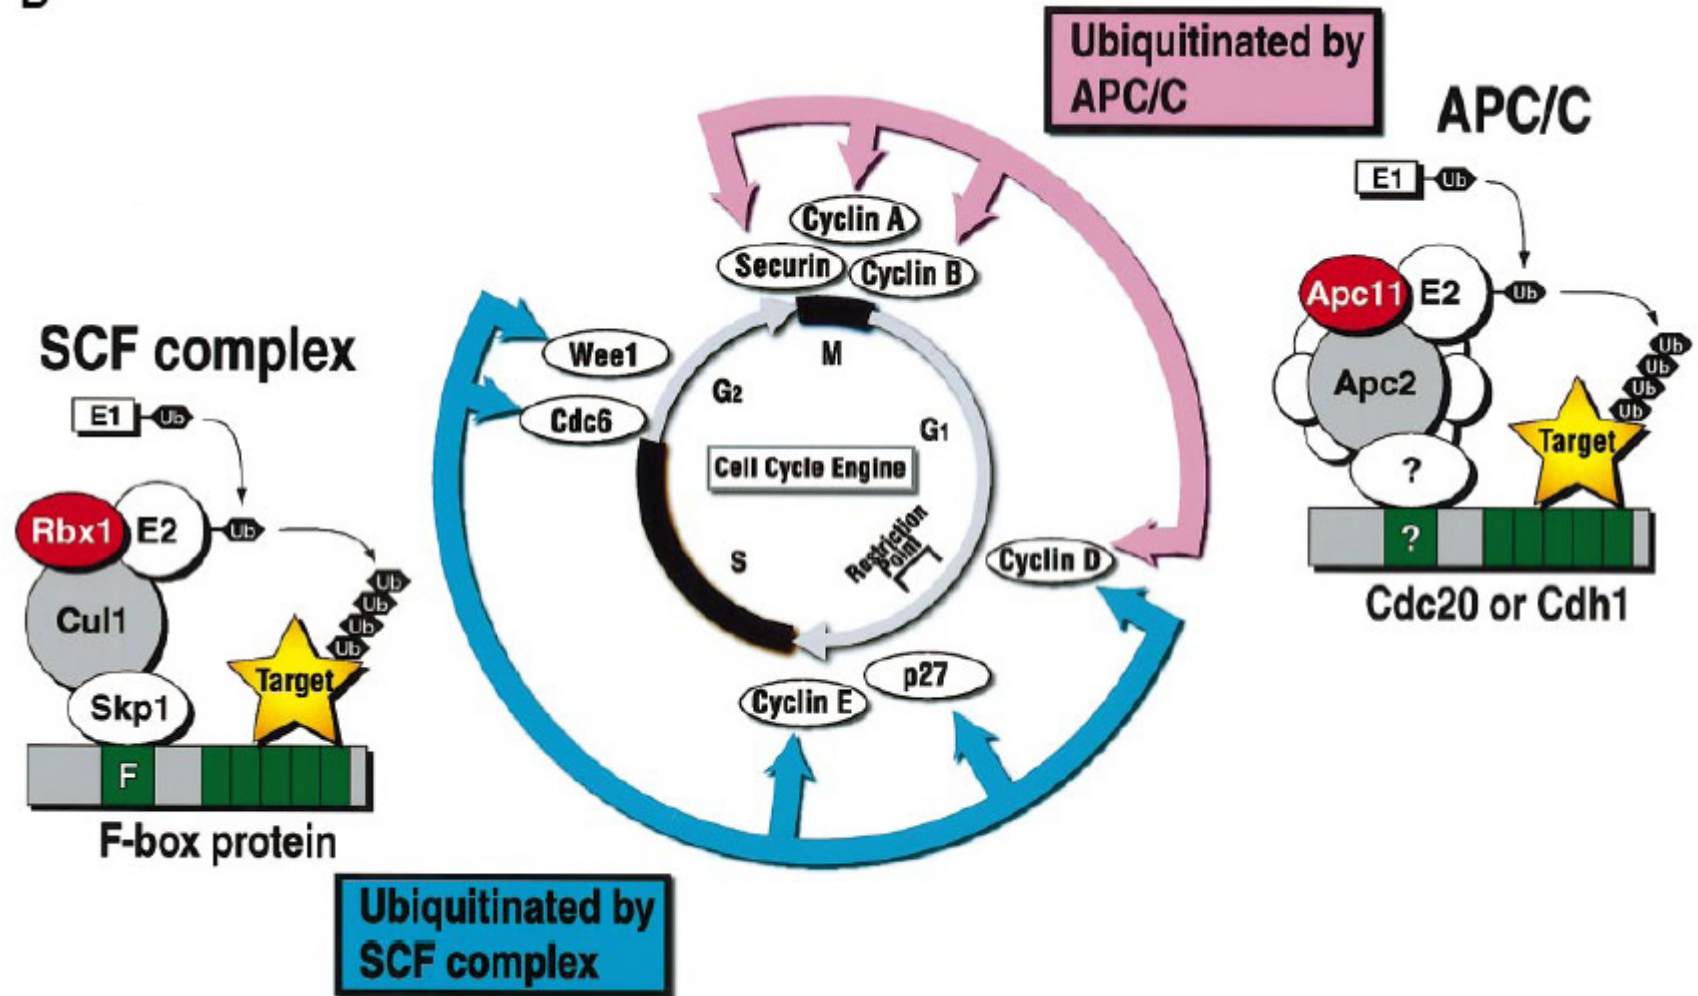 Ubiquitinated by
APC/C
APC/C
E1
Ub
Cyclin A
Securin
Cyclin B
Apc11
E2
Ub
SCF complex
Wee1
M
Ub
Ub
Ub
Ub
Apc2
G2
Target
E1
Ub
Cdc6
G1
Cell Cycle Engine
?
Rbx1
E2
Ub
?
Restriction
Point
S
Cyclin D
Ub
Ub
Ub
Ub
Cdc20 or Cdh1
Cul1
Target
p27
Skp1
Cyclin E
F
F-box protein
Ubiquitinated by
SCF complex